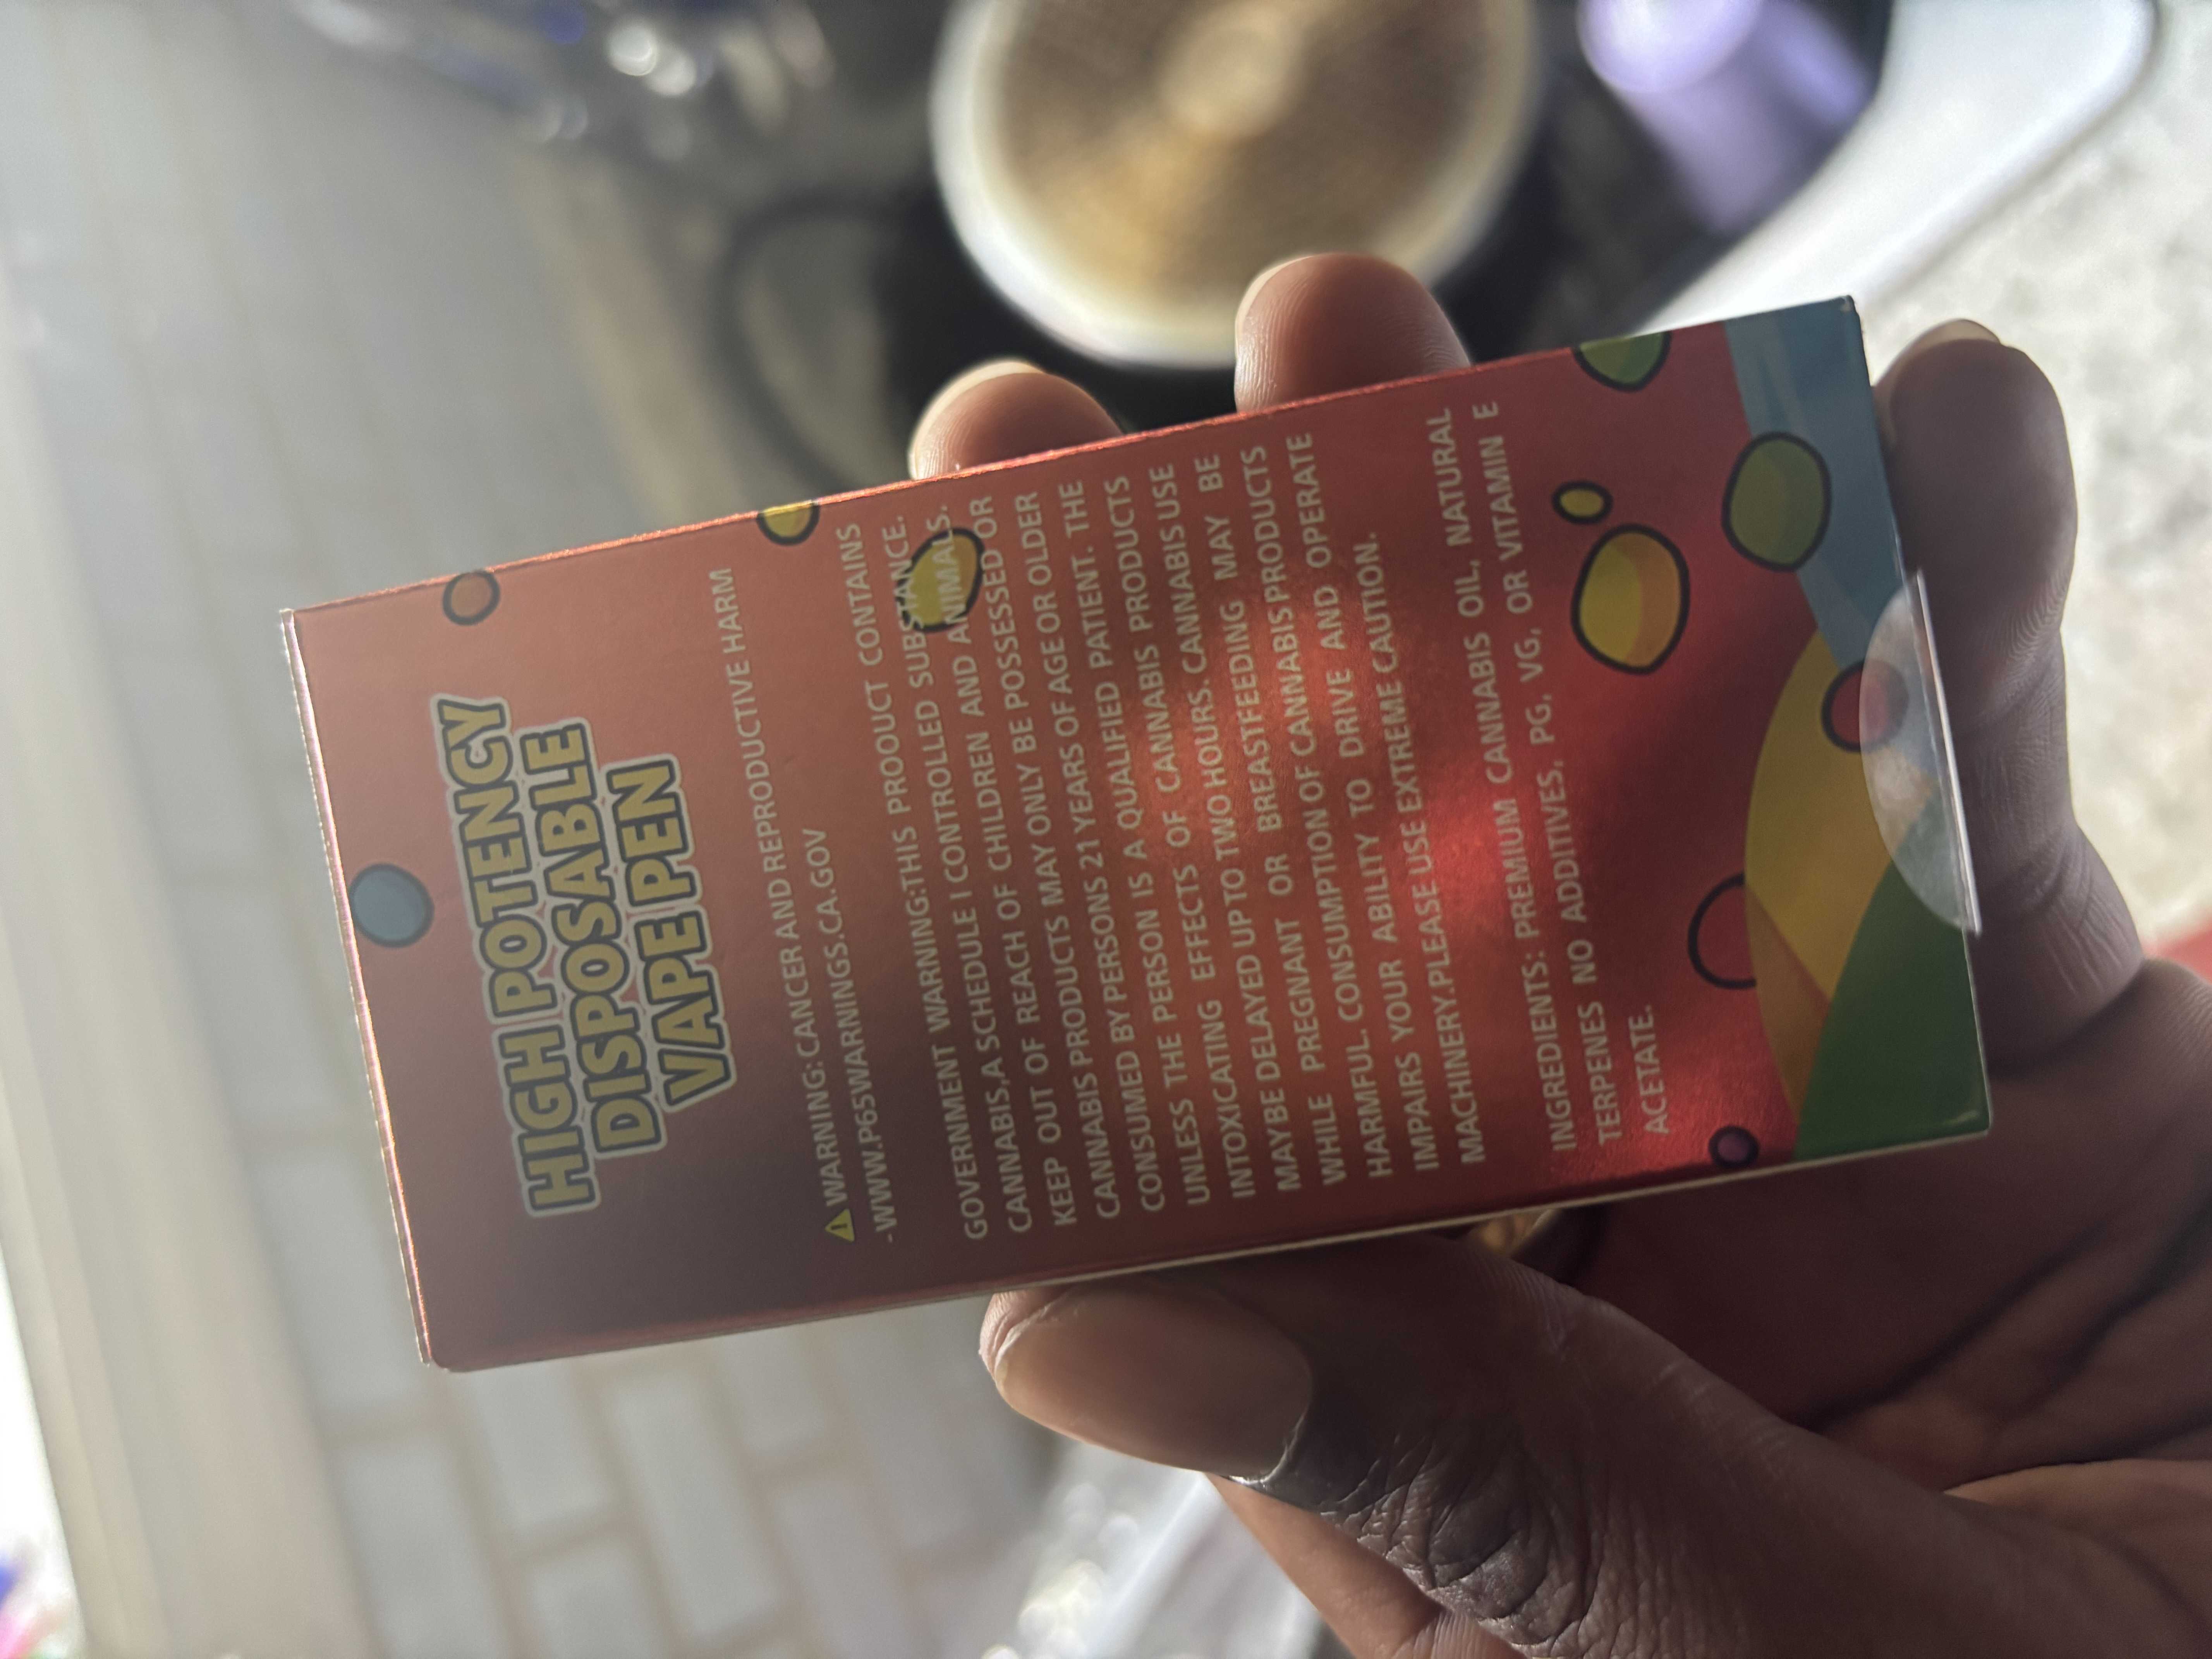 HIGH POTENCY
DISPOSABLE
VAPE PEN
WARNING: CANCER AND REPRODUCTIVE HARM
-WWW.P65WARNINGS.CA.GOV
GOVERNMENT WARNING:THIS PROOUCT CONTAINS
CANNABIS,A SCHEDULE I CONTROLLED SUBSTANCE.
KEEP OUT OF REACH OF CHILDREN AND ANIMALS.
CANNABIS PRODUCTS MAY ONLY BE POSSESSED OR
CONSUMED BY PERSONS 21 YEARS OF AGE OR OLDER
UNLESS THE PERSON IS A QUALIFIED PATIENT. THE
INTOXICATING EFFECTS OF CANNABIS PRODUCTS
MAYBE DELAYED UP TO TWO HOURS. CANNABIS USE
WHILE PREGNANT OR BREASTFEEDING MAY BE
HARMFUL. CONSUMPTION OF CANNABIS PRODUCTS
IMPAIRS YOUR ABILITY TO DRIVE AND OPERATE
MACHINERY.PLEASE USE EXTREME CAUTION.
INGREDIENTS: PREMIUM CANNABIS OIL, NATURAL
TERPENES NO ADDITIVES, PG, VG, OR VITAMIN E
ACETATE.